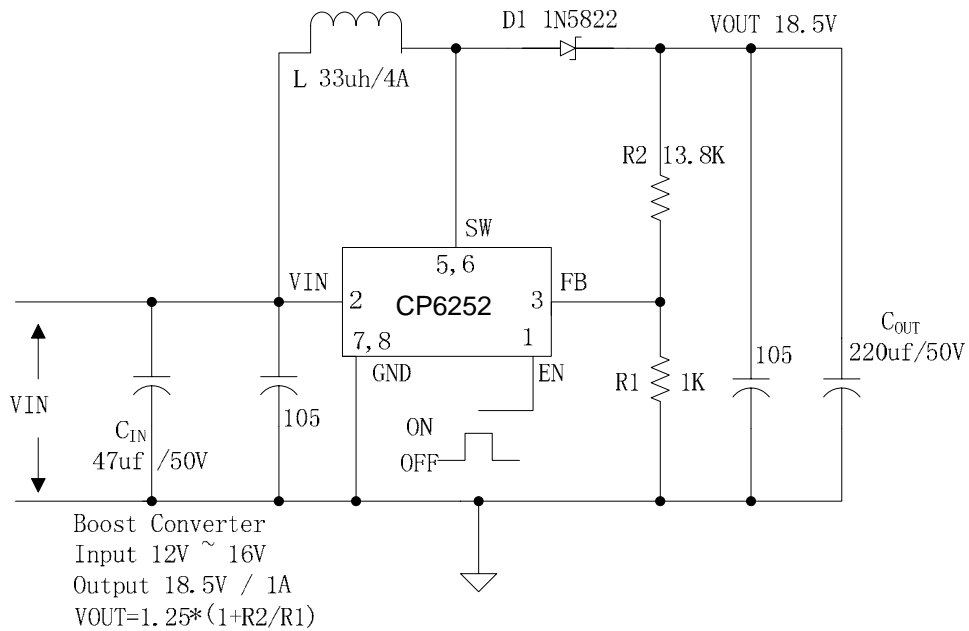 D1 1N5822
VOUT 18.5V
L 33uh/4A
R2 13.8K
SW
5,6
VIN
FB
2
CP6252
3
7,8
1
GND
EN
C_OUT
105
220uf/50V
R1
1K
VIN
105
ON
C_IN
OFF
47uf /50V
Boost Converter
Input 12V ~ 16V
Output 18.5V / 1A
VOUT=1.25*(1+R2/R1)